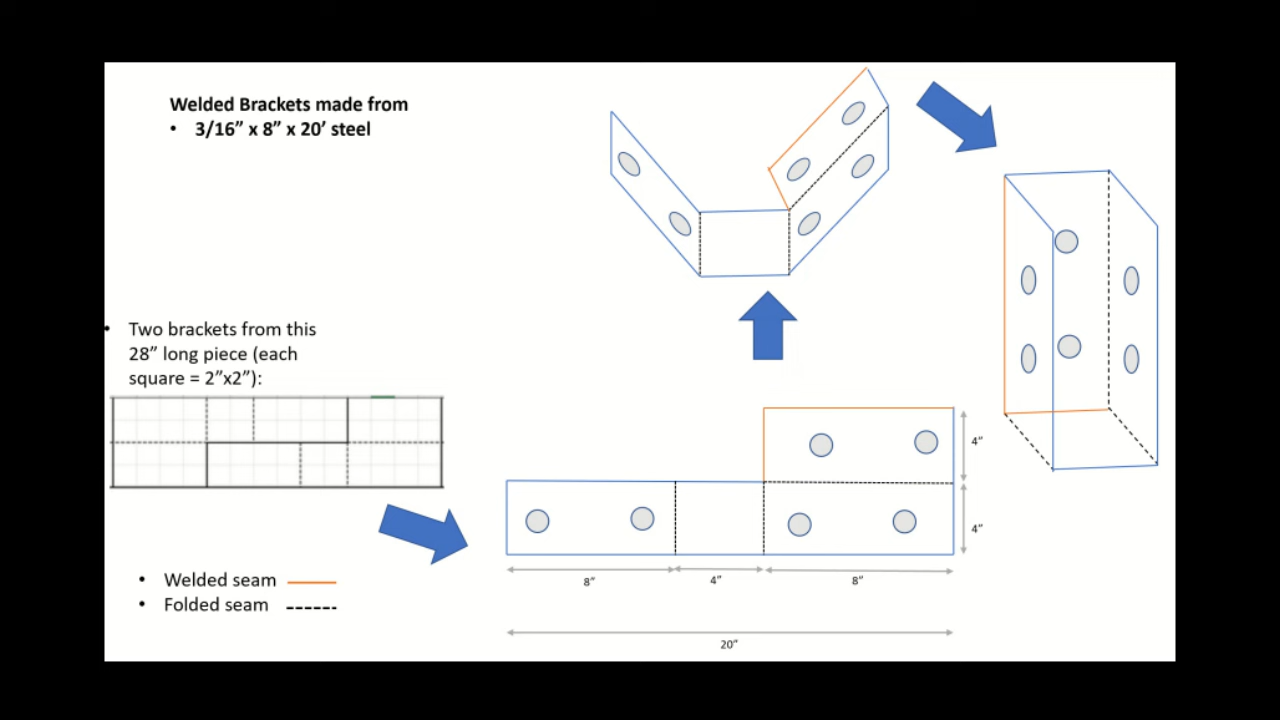 Welded Brackets made from
• 3/16” x 8” x 20’ steel
• Two brackets from this
28” long piece (each
square = 2”x2”):
4”
4”
8”
4”
8”
20”
• Welded seam
• Folded seam